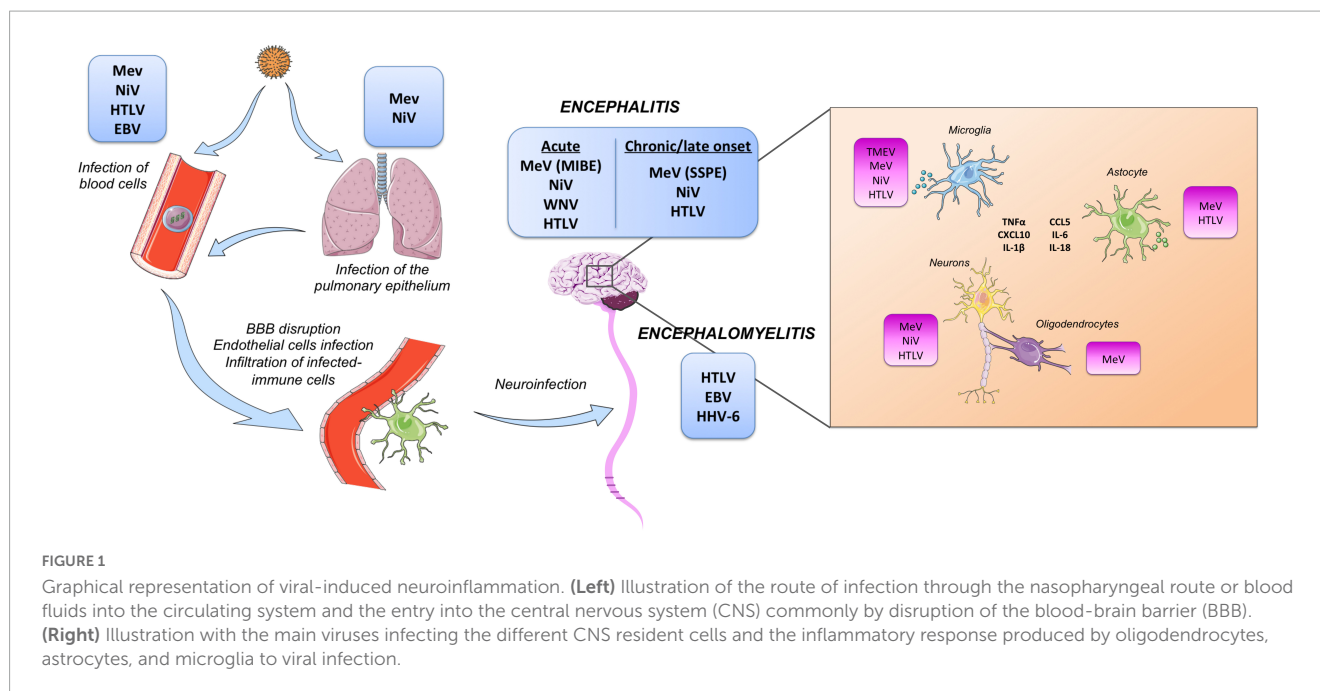 Mev
NiV
HTLV
EBV
Infection of
blood cells
Mev
NiV
Infection of the
pulmonary epithelium
BBB disruption
Endothelial cells infection
Infiltration of infected-
immune cells
Neuroinfection
ENCEPHALITIS
Acute
MeV (MIBE)
NiV
WNV
HTLV
Chronic/late onset
MeV (SSPE)
NiV
HTLV
ENCEPHALOMYELITIS
HTLV
EBV
HHV-6
Microglia
TMEV
MeV
NiV
HTLV
Astocyte
MeV
HTLV
TNFα
CXCL10
IL-1β
CCL5
IL-6
IL-18
Neurons
MeV
NiV
HTLV
Oligodendrocytes
MeV
FIGURE 1
Graphical representation of viral-induced neuroinflammation. (Left) Illustration of the route of infection through the nasopharyngeal route or blood
fluids into the circulating system and the entry into the central nervous system (CNS) commonly by disruption of the blood-brain barrier (BBB).
(Right) Illustration with the main viruses infecting the different CNS resident cells and the inflammatory response produced by oligodendrocytes,
astrocytes, and microglia to viral infection.